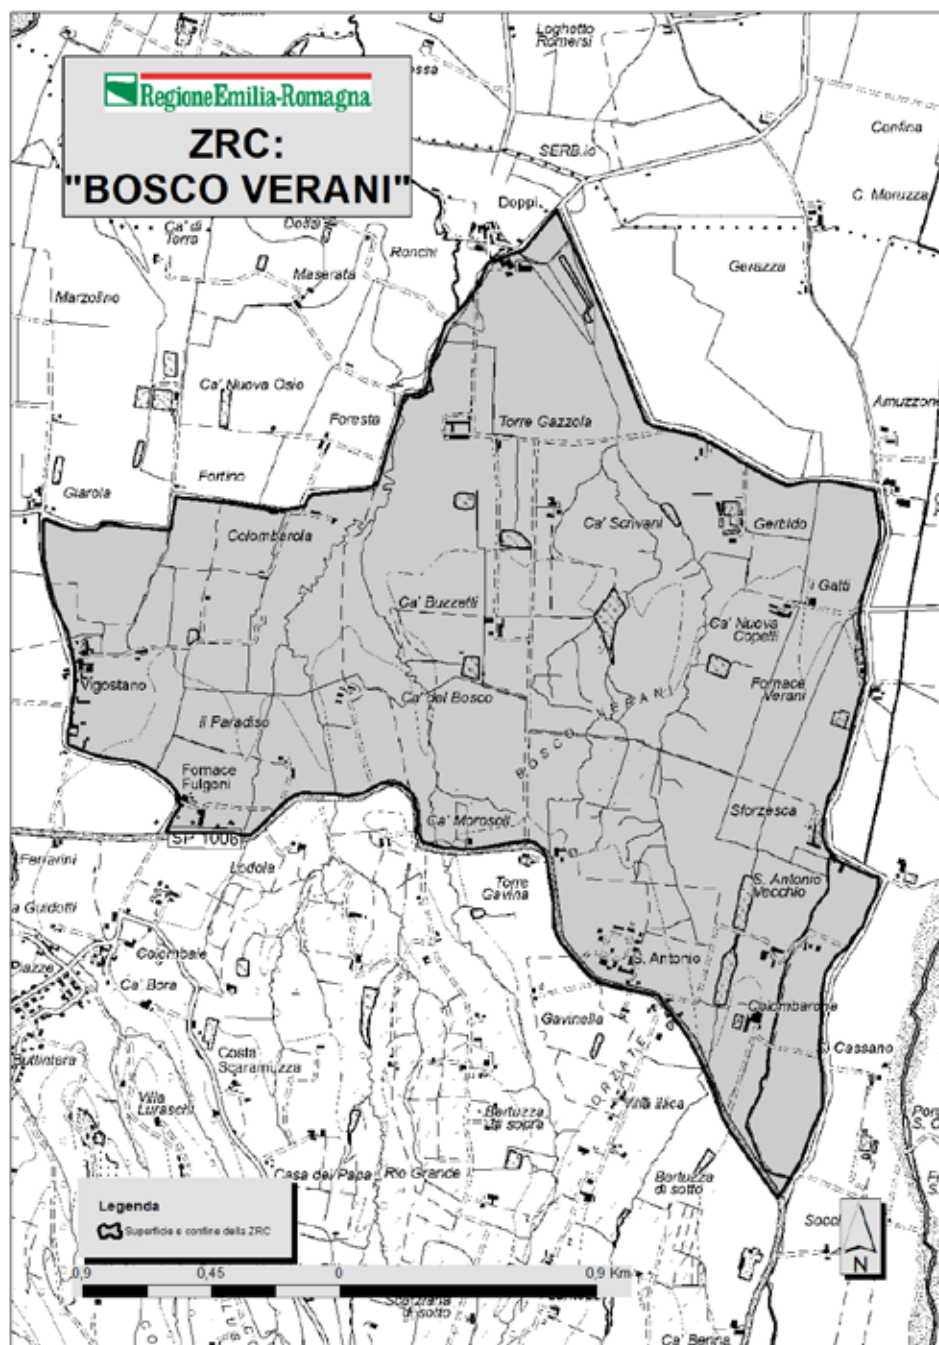 Loghetto
Romersi
Confina
RegioneEmilia-Romagna
ZRC:
"BOSCO VERANI"
SERB.io
Doppi
C. Moruzza
Ca' di
Torra
Ronchi
Maserata
Gerazza
Marzolino
Ca' Nuova Osio
Amuzzone
Foresta
Torre Gazzola
Fortino
Giarola
Colombarola
Ca' Scrivani
Gerbido
I Gatti
Ca' Buzzetti
Ca' Nuova
Copelli
Vigostano
Ca' del Bosco
Fornace
Verani
Il Paradiso
BOSCO VERANI
Fornace
Fulgoni
Ca' Morosoli
Sforzesca
SP 1006
Ferrarini
Lodola
Torre
Gavina
S. Antonio
Vecchio
a Guidotti
Colombaie
S. Antonio
Piazze
Ca' Bora
Colombarone
Gavinella
Cassano
Costa
Scaramuzza
Villa
Luraschi
Bertuzza
di sopra
Casa del Papa
Rio Grande
Bertuzza
di sotto
Legenda
Superficie e confine della ZRC
N
0,9
0,45
0
0,9 Km
di sotto
Ca' Benna